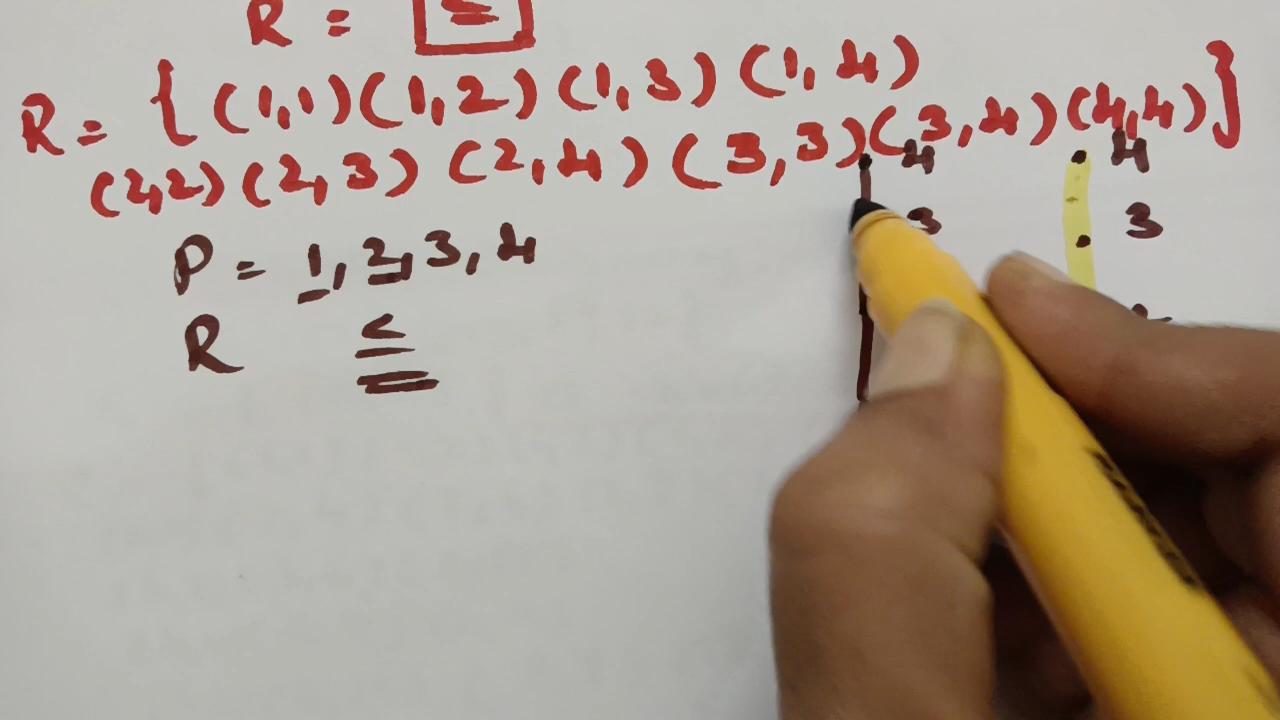 R = ≤
R = { (1,1) (1,2) (1,3) (1,4)
(2,2) (2,3) (2,4) (3,3) (3,4) (4,4) }
4 4
3 3
P = 1, 2, 3, 4
R ≤